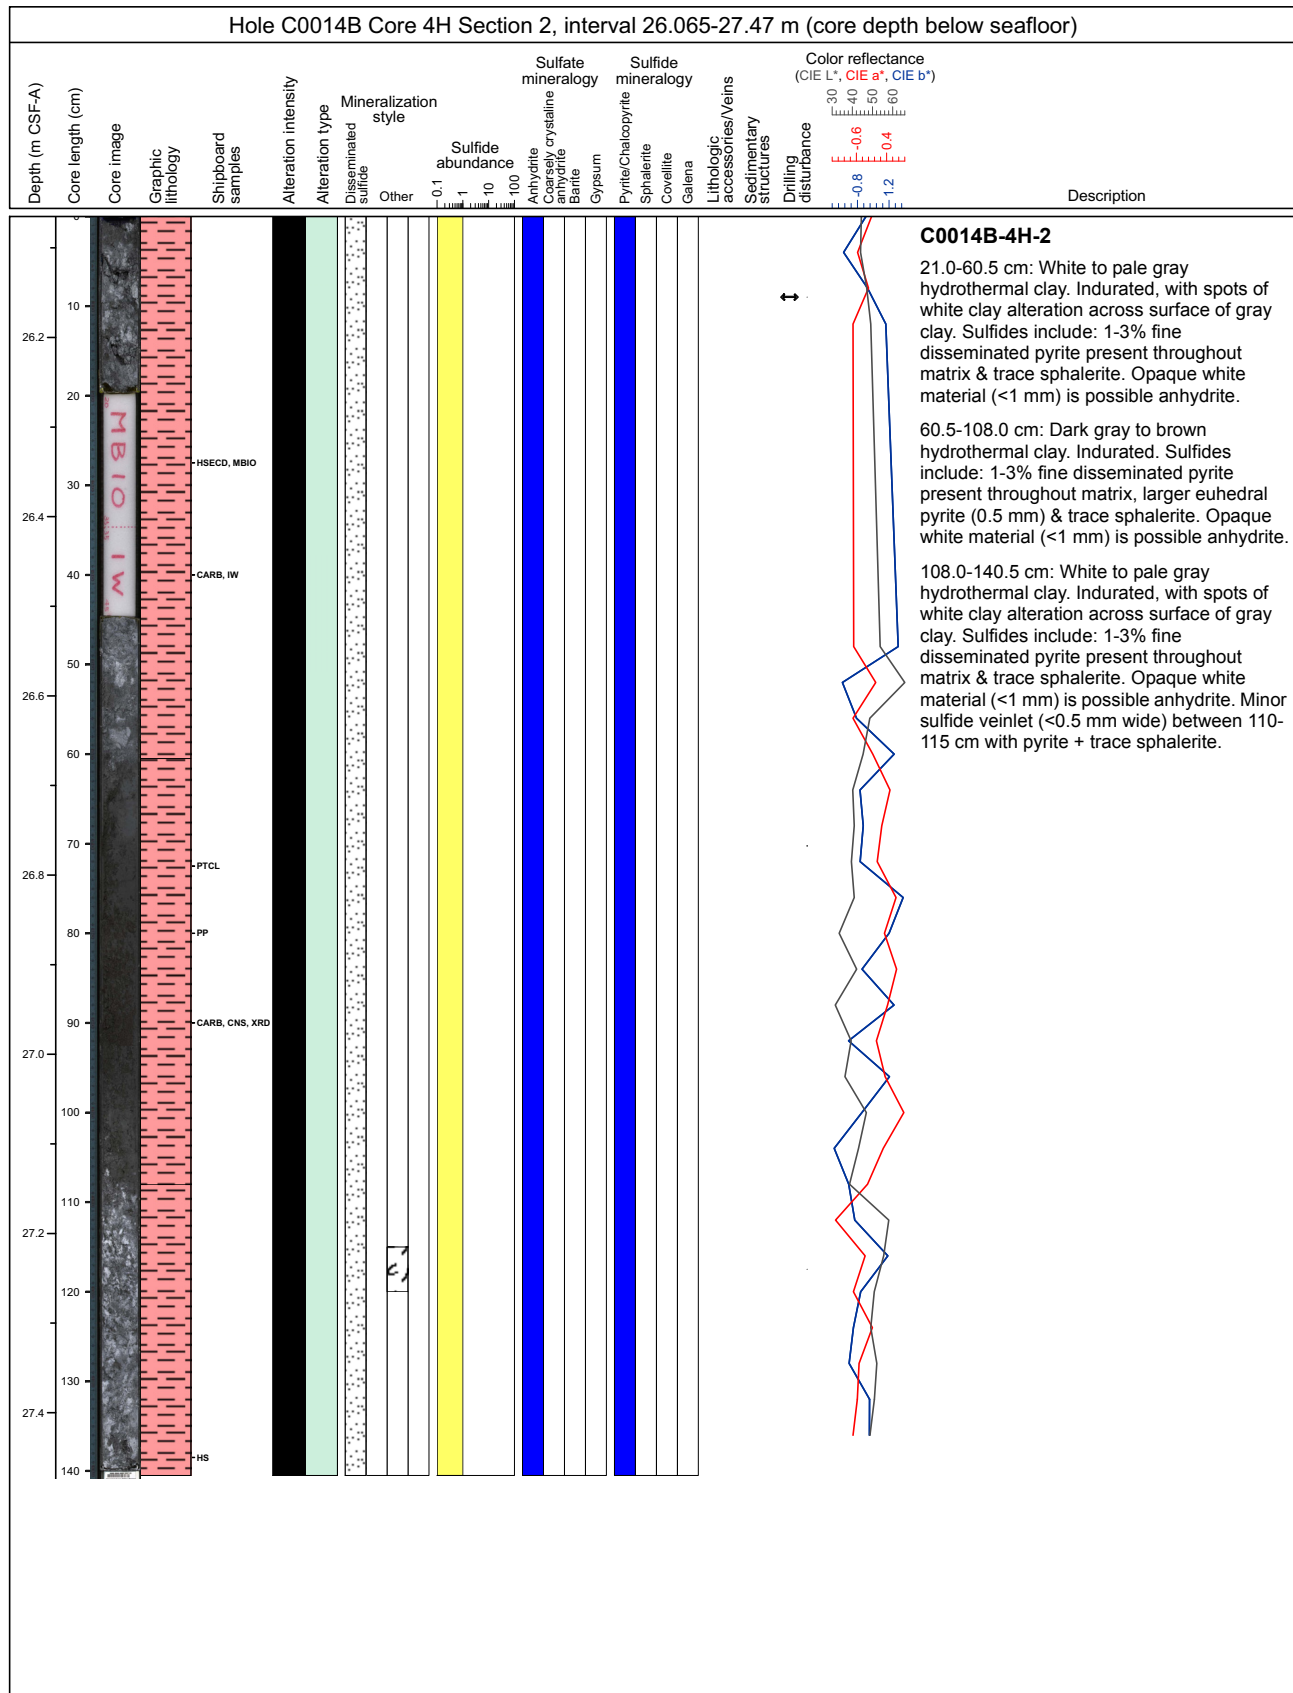 Hole C0014B Core 4H Section 2, interval 26.065-27.47 m (core depth below seafloor)
Depth (m CSF-A)
Core length (cm)
Core image
Graphic
lithology
Shipboard
samples
Alteration intensity
Alteration type
Mineralization
style
Disseminated
sulfide
Other
Sulfide
abundance
0.1
1
10
100
Sulfate
mineralogy
Anhydrite
Coarsely crystaline
anhydrite
Barite
Gypsum
Sulfide
mineralogy
Pyrite/Chalcopyrite
Sphalerite
Covellite
Galena
Lithologic
accessories/Veins
Sedimentary
structures
Drilling
disturbance
Color reflectance
(CIE L*, CIE a*, CIE b*)
30
40
50
60
-0.6
0.4
-0.8
1.2
Description
0
10
20
30
40
50
60
70
80
90
100
110
120
130
140
26.2
26.4
26.6
26.8
27.0
27.2
27.4
MBIO
IW
HSECD, MBIO
CARB, IW
PTCL
PP
CARB, CNS, XRD
HS
C0014B-4H-2
21.0-60.5 cm: White to pale gray
hydrothermal clay. Indurated, with spots of
white clay alteration across surface of gray
clay. Sulfides include: 1-3% fine
disseminated pyrite present throughout
matrix & trace sphalerite. Opaque white
material (<1 mm) is possible anhydrite.
60.5-108.0 cm: Dark gray to brown
hydrothermal clay. Indurated. Sulfides
include: 1-3% fine disseminated pyrite
present throughout matrix, larger euhedral
pyrite (0.5 mm) & trace sphalerite. Opaque
white material (<1 mm) is possible anhydrite.
108.0-140.5 cm: White to pale gray
hydrothermal clay. Indurated, with spots of
white clay alteration across surface of gray
clay. Sulfides include: 1-3% fine
disseminated pyrite present throughout
matrix & trace sphalerite. Opaque white
material (<1 mm) is possible anhydrite. Minor
sulfide veinlet (<0.5 mm wide) between 110-
115 cm with pyrite + trace sphalerite.